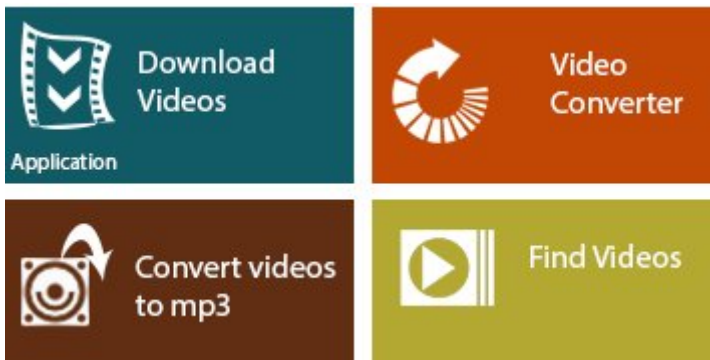 Download
Videos
Application
Video
Converter
Convert videos
to mp3
Find Videos